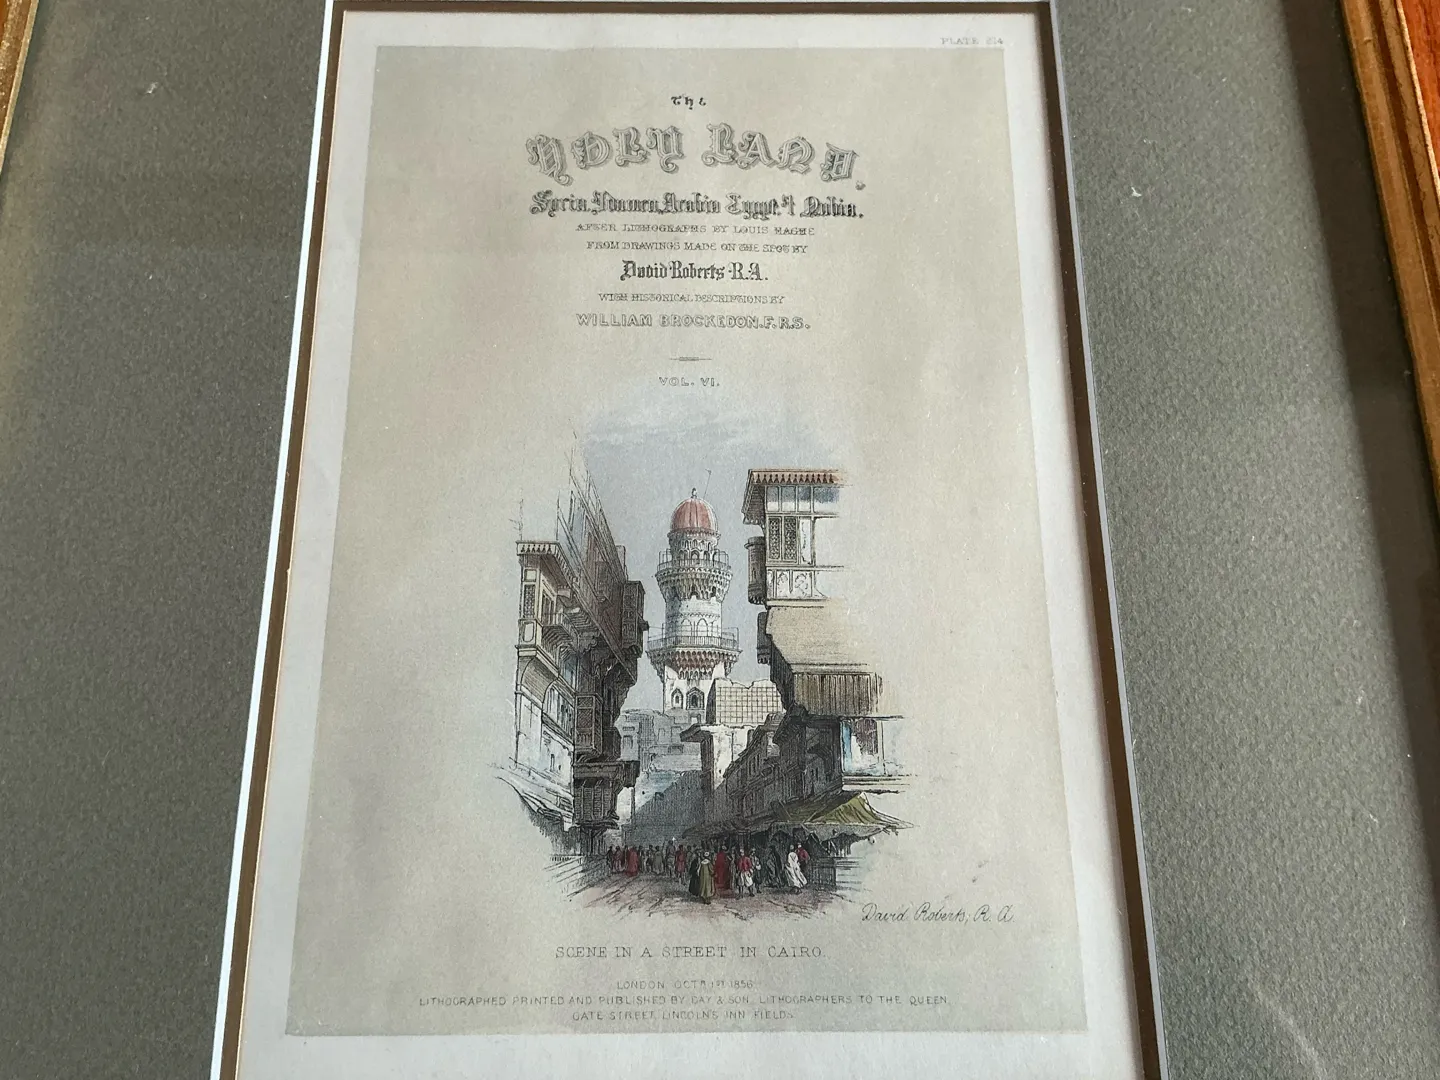 PLATE 214
The
HOLY LAND.
Syria, Idumea, Arabia Egypt, & Nubia.
AFTER LITHOGRAPHS BY LOUIS HAGHE
FROM DRAWINGS MADE ON THE SPOT BY
David Roberts R.A.
WITH HISTORICAL DESCRIPTIONS BY
WILLIAM BROCKEDON. F.R.S.
VOL. VI.
David Roberts, R. A.
SCENE IN A STREET IN CAIRO.
LONDON OCTR 1ST 1856
LITHOGRAPHED PRINTED AND PUBLISHED BY DAY & SON, LITHOGRAPHERS TO THE QUEEN,
GATE STREET, LINCOLN'S INN FIELDS.